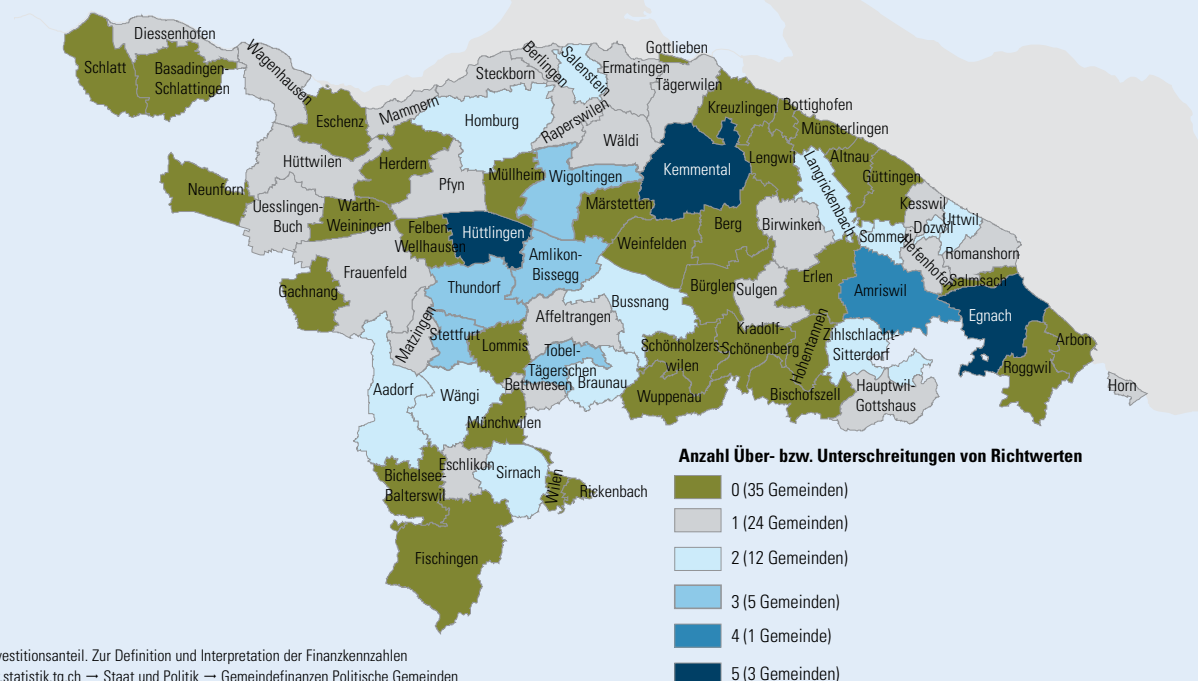 Diessenhofen
Schlatt
Basadingen-
Schlattingen
Wagenhausen
Eschenz
Mammern
Steckborn
Berlingen
Salenstein
Ermatingen
Gottlieben
Tägerwilen
Homburg
Raperswilen
Wäldi
Kreuzlingen
Bottighofen
Münsterlingen
Hüttwilen
Herdern
Pfyn
Müllheim
Wigoltingen
Kemmental
Lengwil
Langrickenbach
Altnau
Güttingen
Neunforn
Uesslingen-
Buch
Warth-
Weiningen
Felben-
Wellhausen
Hüttlingen
Märstetten
Berg
Birwinken
Kesswil
Dozwil
Uttwil
Sommeri
Hefenhofen
Romanshorn
Salmsach
Weinfelden
Amlikon-
Bissegg
Frauenfeld
Gachnang
Thundorf
Bussnang
Bürglen
Sulgen
Erlen
Amriswil
Egnach
Matzingen
Stettfurt
Lommis
Affeltrangen
Tobel-
Tägerschen
Schönholzers-
wilen
Kradolf-
Schönenberg
Hohentannen
Zihlschlacht-
Sitterdorf
Arbon
Roggwil
Horn
Aadorf
Wängi
Bettwiesen
Braunau
Wuppenau
Bischofszell
Hauptwil-
Gottshaus
Münchwilen
Eschlikon
Sirnach
Bichelsee-
Balterswil
Wilen
Rickenbach
Fischingen
Anzahl Über- bzw. Unterschreitungen von Richtwerten
0 (35 Gemeinden)
1 (24 Gemeinden)
2 (12 Gemeinden)
3 (5 Gemeinden)
4 (1 Gemeinde)
5 (3 Gemeinden)
vestitionsanteil. Zur Definition und Interpretation der Finanzkennzahlen
.statistik.tg.ch → Staat und Politik → Gemeindefinanzen Politische Gemeinden